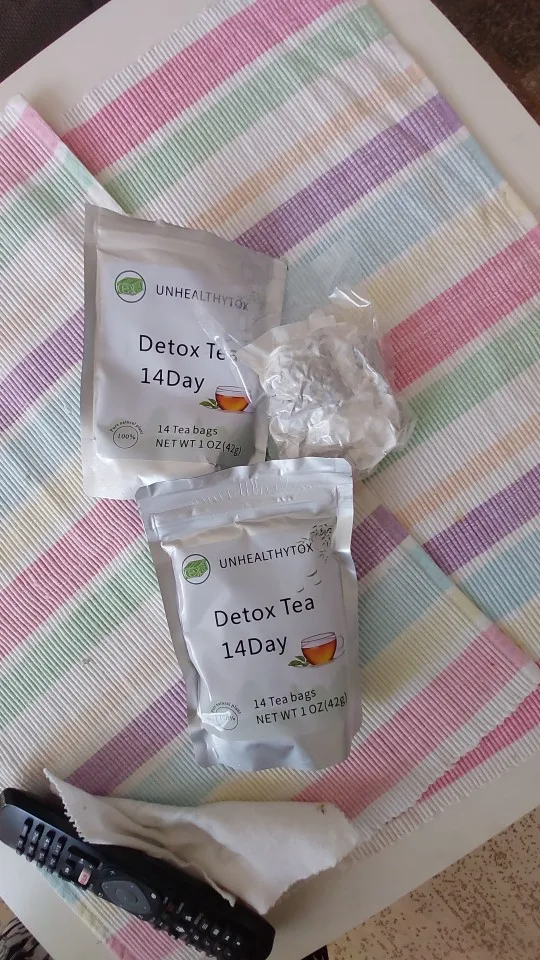 UNHEALTHYTOX
Detox Tea
14Day
100%
14 Tea bags
NET WT 1 OZ(42g)
UNHEALTHYTOX
Detox Tea
14Day
14 Tea bags
NET WT 1 OZ(42g)